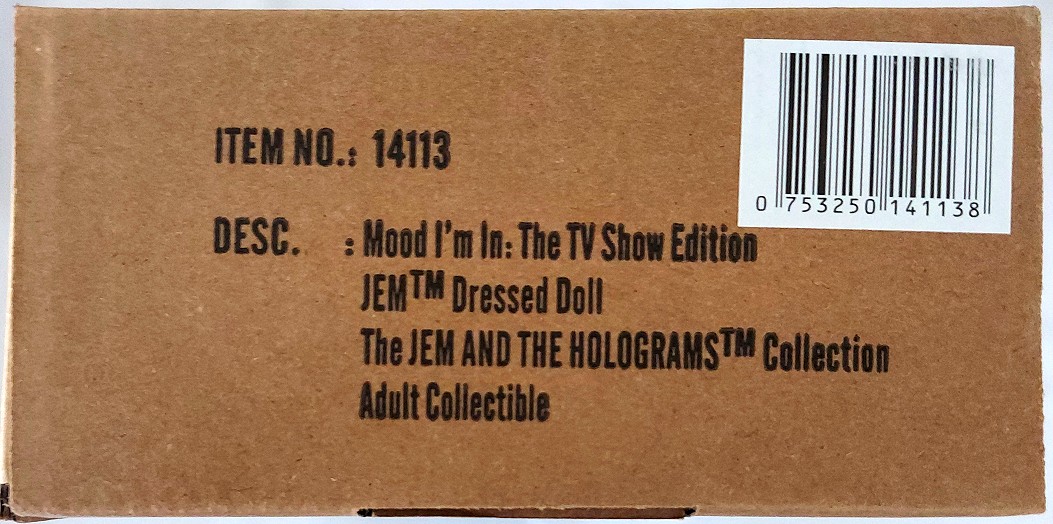 ITEM NO.: 14113
0 753250 141138
DESC. : Mood I'm In: The TV Show Edition
JEM™ Dressed Doll
The JEM AND THE HOLOGRAMS™ Collection
Adult Collectible